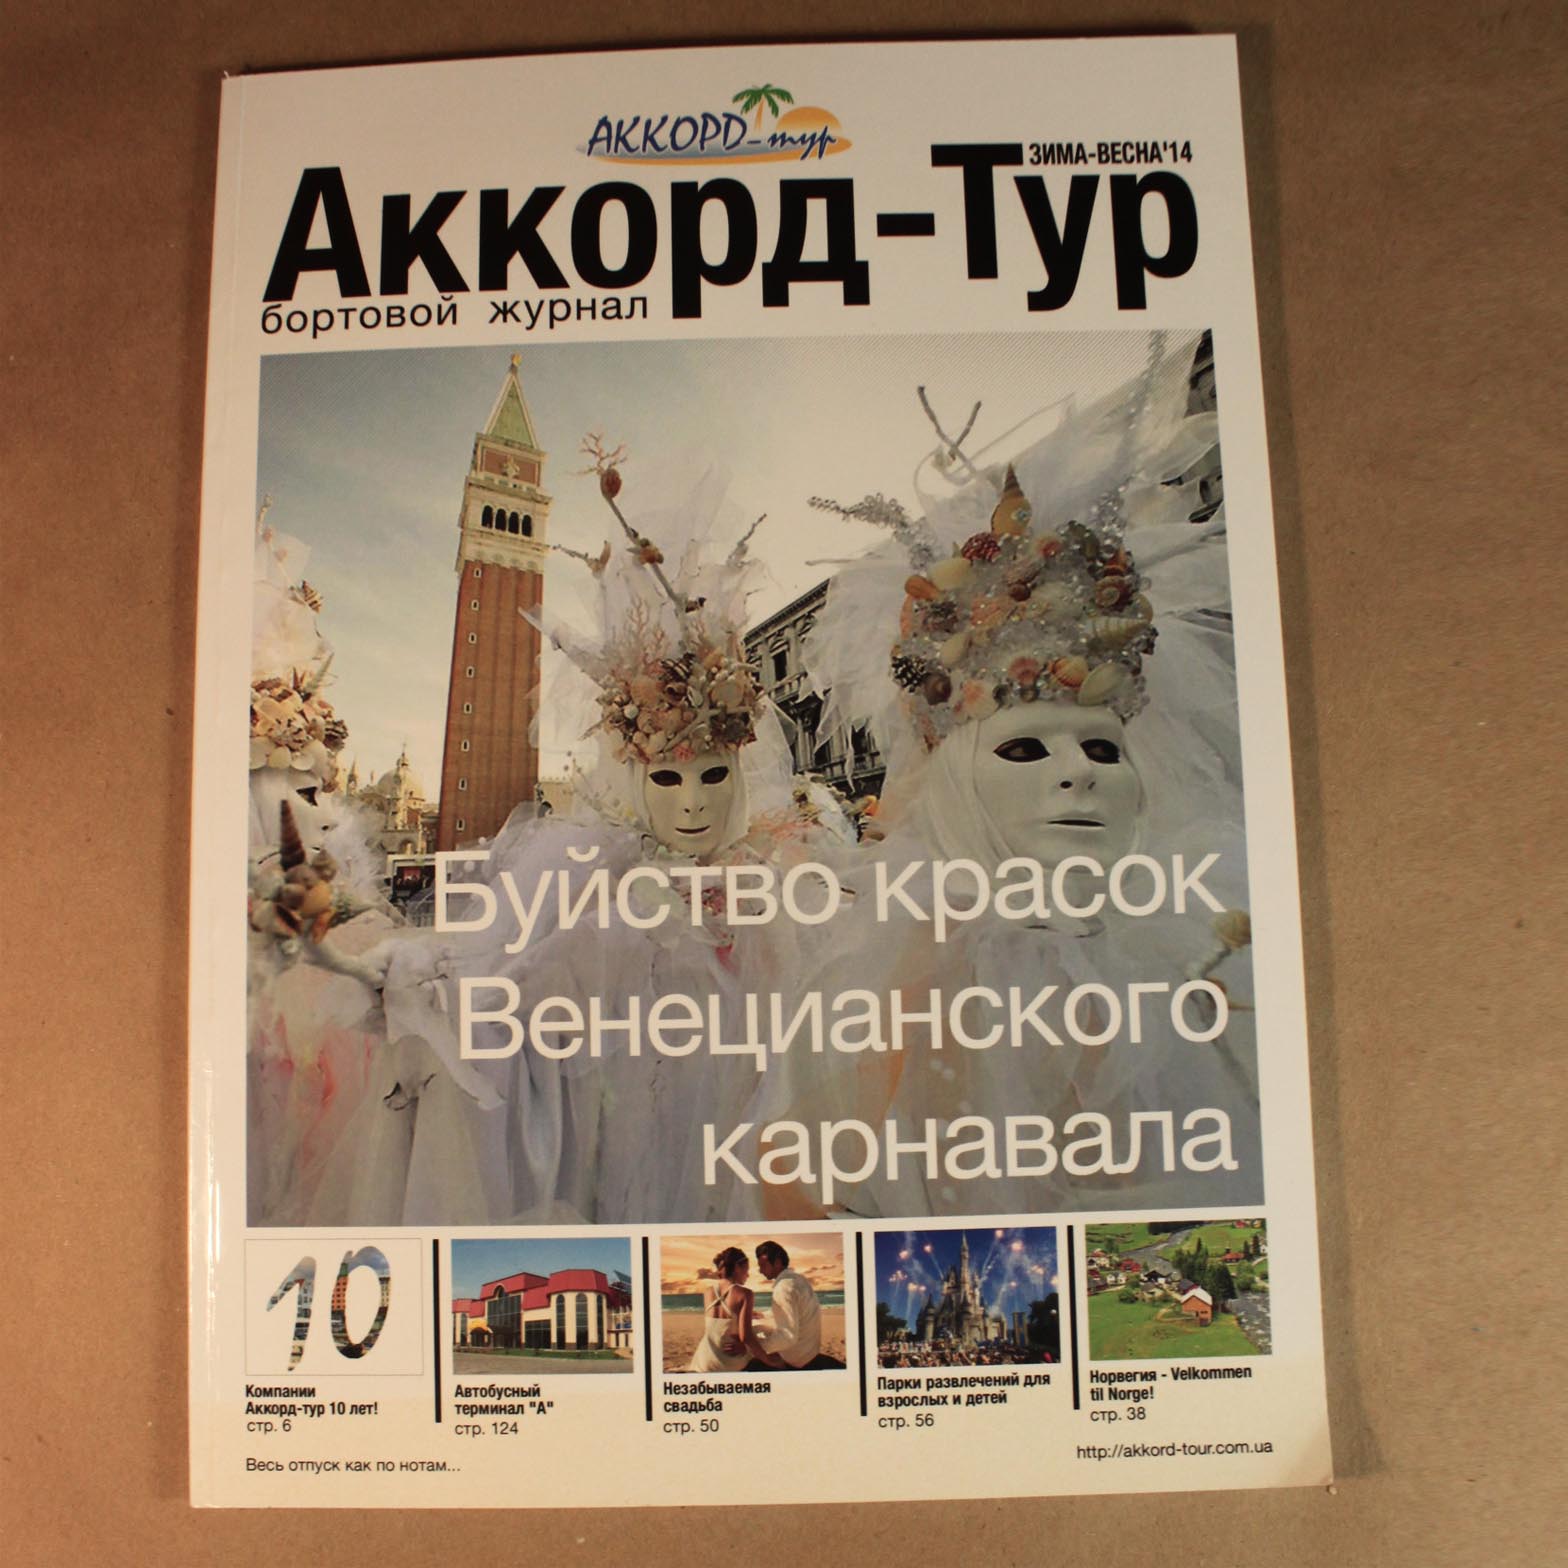 АККОРД-тур
ЗИМА-ВЕСНА'14
Аккорд-Тур
бортовой журнал
Буйство красок
Венецианского
карнавала
10
Компании
Аккорд-тур 10 лет!
стр. 6
Автобусный
терминал "А"
стр. 124
Незабываемая
свадьба
стр. 50
Парки развлечений для
взрослых и детей
стр. 56
Норвегия - Velkommen
til Norge!
стр. 38
Весь отпуск как по нотам...
http://akkord-tour.com.ua